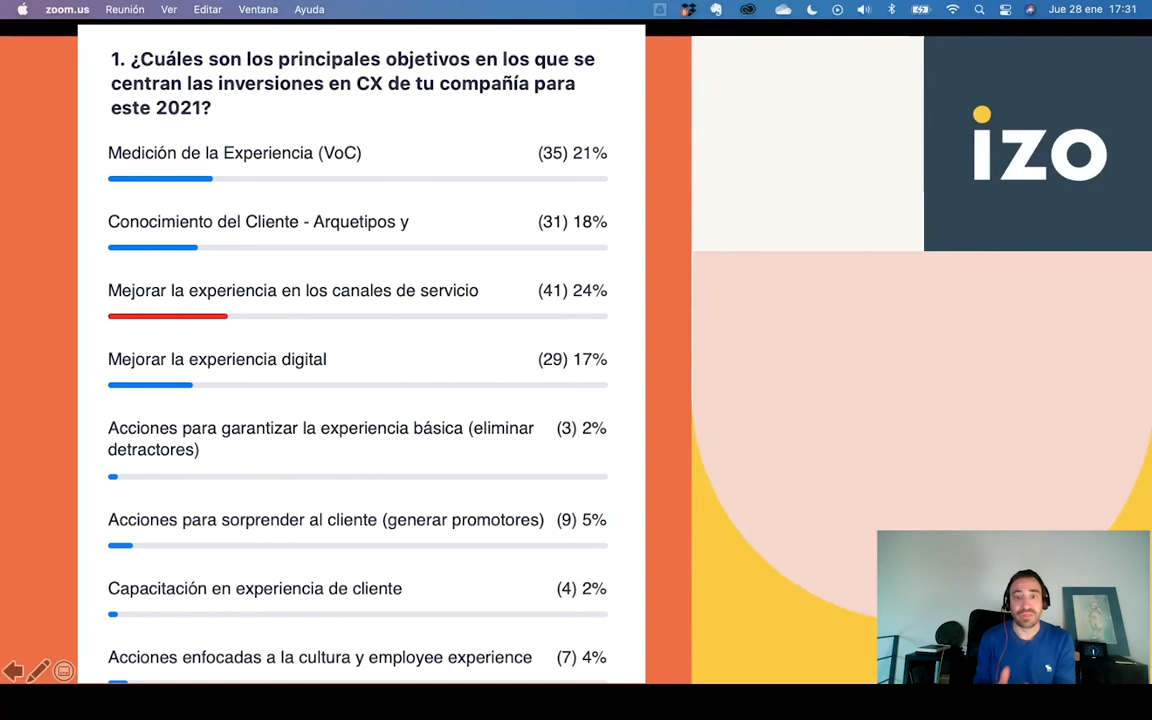 zoom.us Reunión Ver Editar Ventana Ayuda Jue 28 ene 17:31
1. ¿Cuáles son los principales objetivos en los que se
centran las inversiones en CX de tu compañía para
este 2021?
Medición de la Experiencia (VoC) (35) 21%
Conocimiento del Cliente - Arquetipos y (31) 18%
Mejorar la experiencia en los canales de servicio (41) 24%
Mejorar la experiencia digital (29) 17%
Acciones para garantizar la experiencia básica (eliminar (3) 2%
detractores)
Acciones para sorprender al cliente (generar promotores) (9) 5%
Capacitación en experiencia de cliente (4) 2%
Acciones enfocadas a la cultura y employee experience (7) 4%
izo